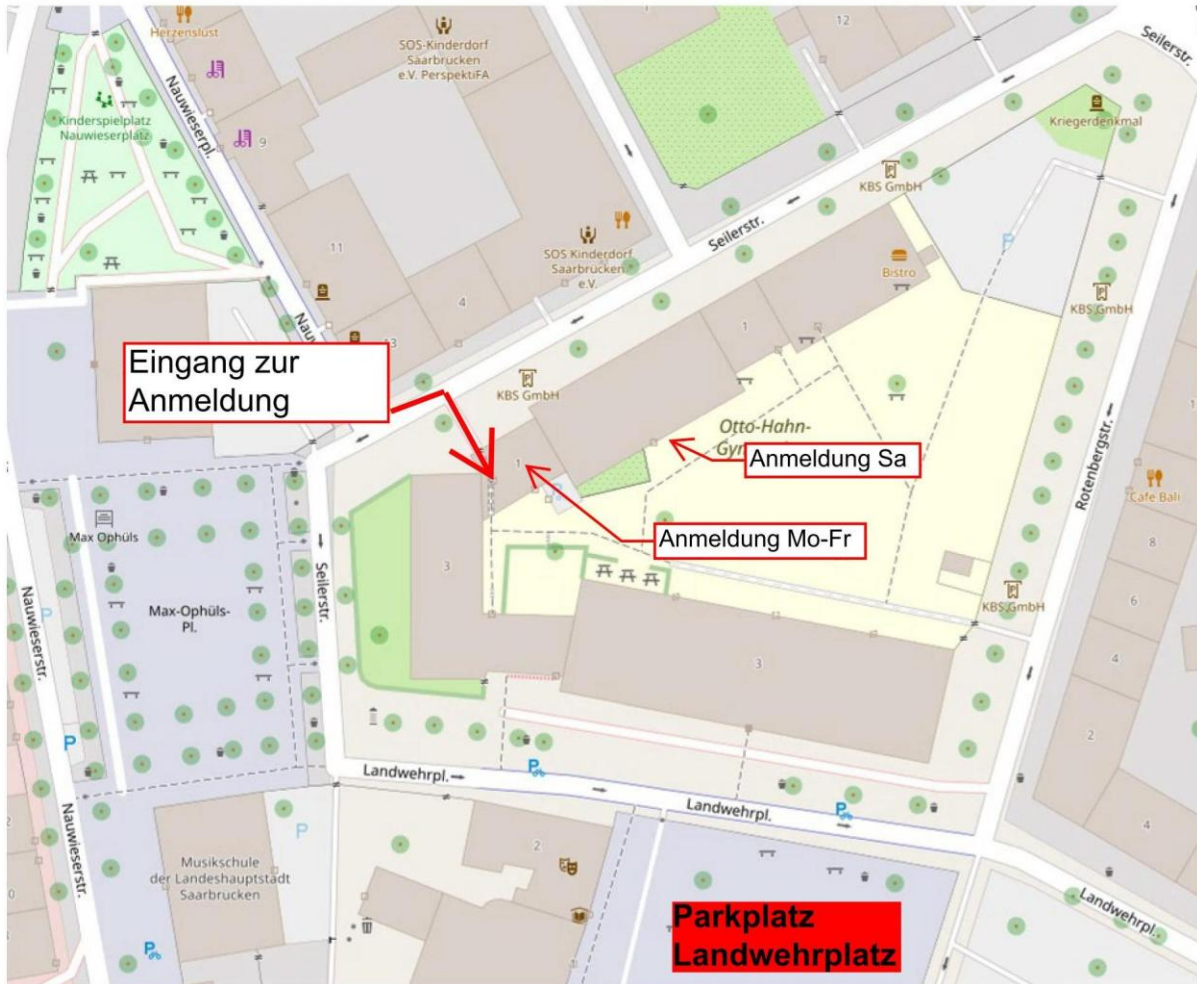 Herzenslust
SOS-Kinderdorf
Saarbrücken
e.V. PerspektiFA
12
Seilerstr.
Nauwieserpl.
Kinderspielplatz
Nauwieserplatz
9
Kriegerdenkmal
KBS GmbH
Seilerstr.
P
11
4
SOS Kinderdorf
Saarbrücken
e.V.
Bistro
KBS GmbH
1
13
Eingang zur
Anmeldung
KBS GmbH
Otto-Hahn-
Anmeldung Sa
Rotenbergstr.
1
Cafe Bali
Max Ophüls
Anmeldung Mo-Fr
8
Seilerstr.
3
6
KBS GmbH
Nauwieserstr.
P
Max-Ophüls-
Pl.
3
4
2
P
Landwehrpl.
P
Landwehrpl.
P
Nauwieserstr.
P
Musikschule
der Landeshauptstadt
Saarbrücken
2
4
Landwehrpl.
Parkplatz
Landwehrplatz
P
1